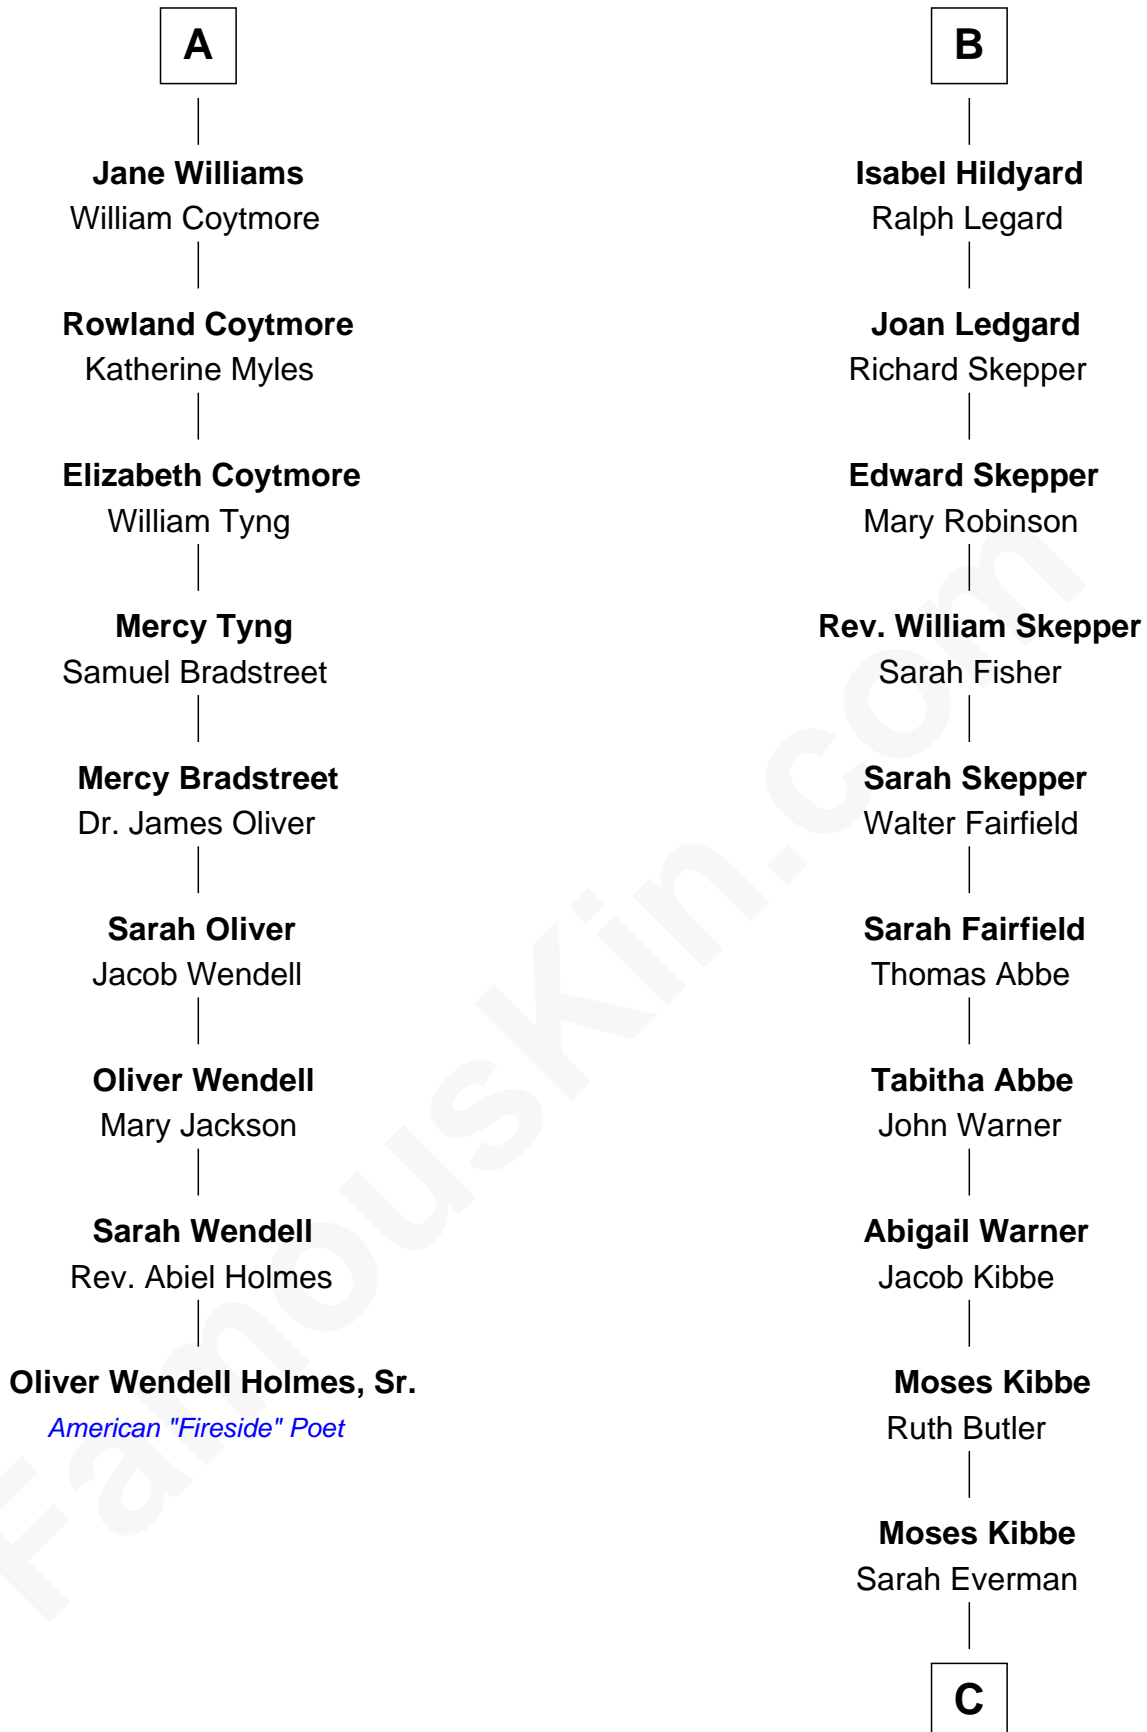 A
Jane Williams
William Coytmore
Rowland Coytmore
Katherine Myles
Elizabeth Coytmore
William Tyng
Mercy Tyng
Samuel Bradstreet
Mercy Bradstreet
Dr. James Oliver
Sarah Oliver
Jacob Wendell
Oliver Wendell
Mary Jackson
Sarah Wendell
Rev. Abiel Holmes
Oliver Wendell Holmes, Sr.
American "Fireside" Poet
B
Isabel Hildyard
Ralph Legard
Joan Ledgard
Richard Skepper
Edward Skepper
Mary Robinson
Rev. William Skepper
Sarah Fisher
Sarah Skepper
Walter Fairfield
Sarah Fairfield
Thomas Abbe
Tabitha Abbe
John Warner
Abigail Warner
Jacob Kibbe
Moses Kibbe
Ruth Butler
Moses Kibbe
Sarah Everman
C
FamousKin.com